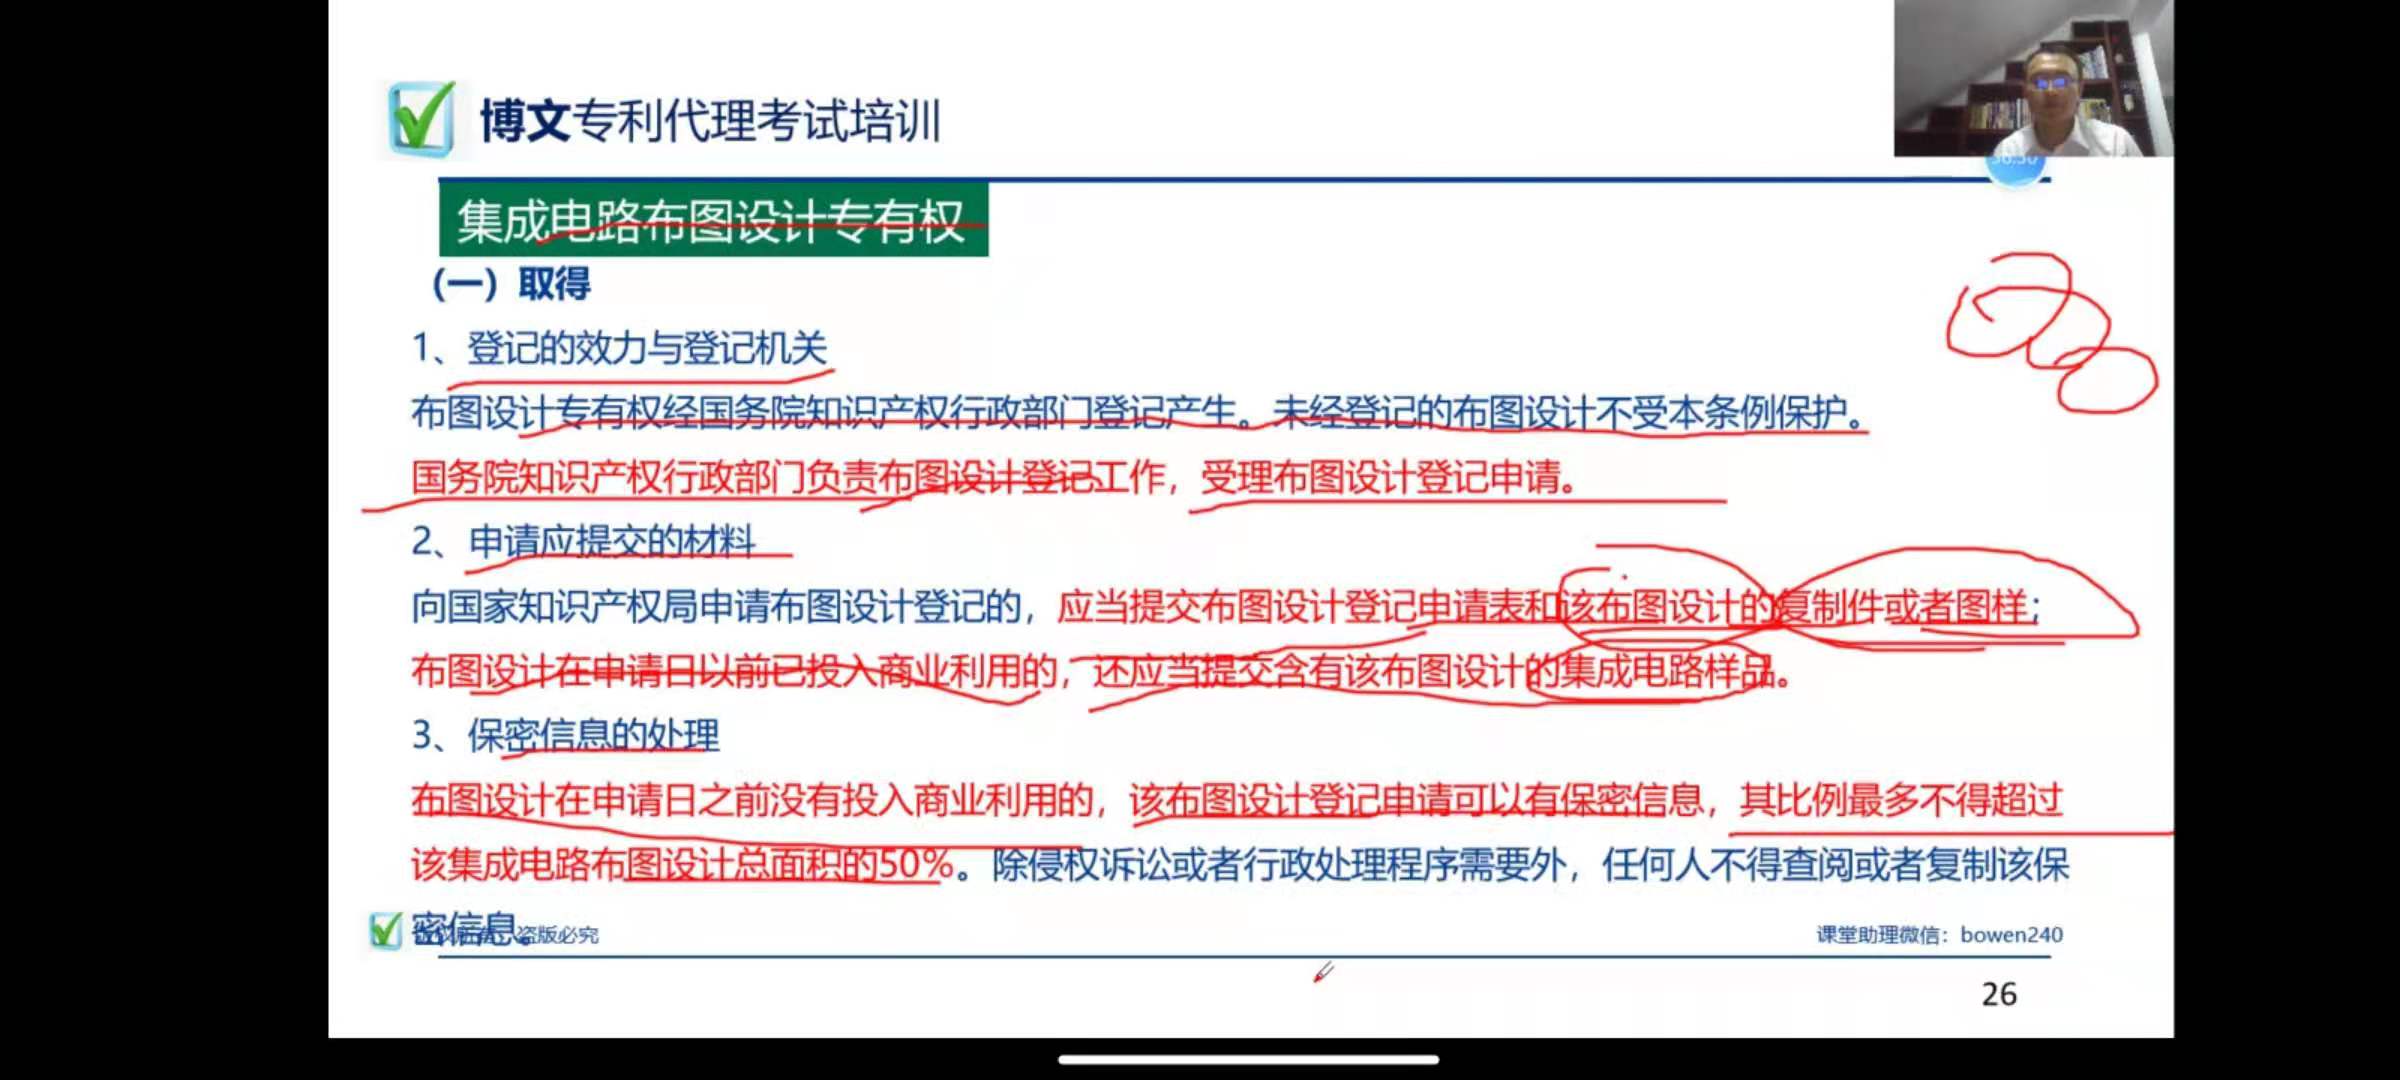 博文专利代理考试培训
集成电路布图设计专有权
（一）取得
1、登记的效力与登记机关
布图设计专有权经国务院知识产权行政部门登记产生。未经登记的布图设计不受本条例保护。
国务院知识产权行政部门负责布图设计登记工作，受理布图设计登记申请。
2、申请应提交的材料
向国家知识产权局申请布图设计登记的，应当提交布图设计登记申请表和该布图设计的复制件或者图样；
布图设计在申请日以前已投入商业利用的，还应当提交含有该布图设计的集成电路样品。
3、保密信息的处理
布图设计在申请日之前没有投入商业利用的，该布图设计登记申请可以有保密信息，其比例最多不得超过
该集成电路布图设计总面积的50%。除侵权诉讼或者行政处理程序需要外，任何人不得查阅或者复制该保
密信息。
盗版必究
课堂助理微信：bowen240
26